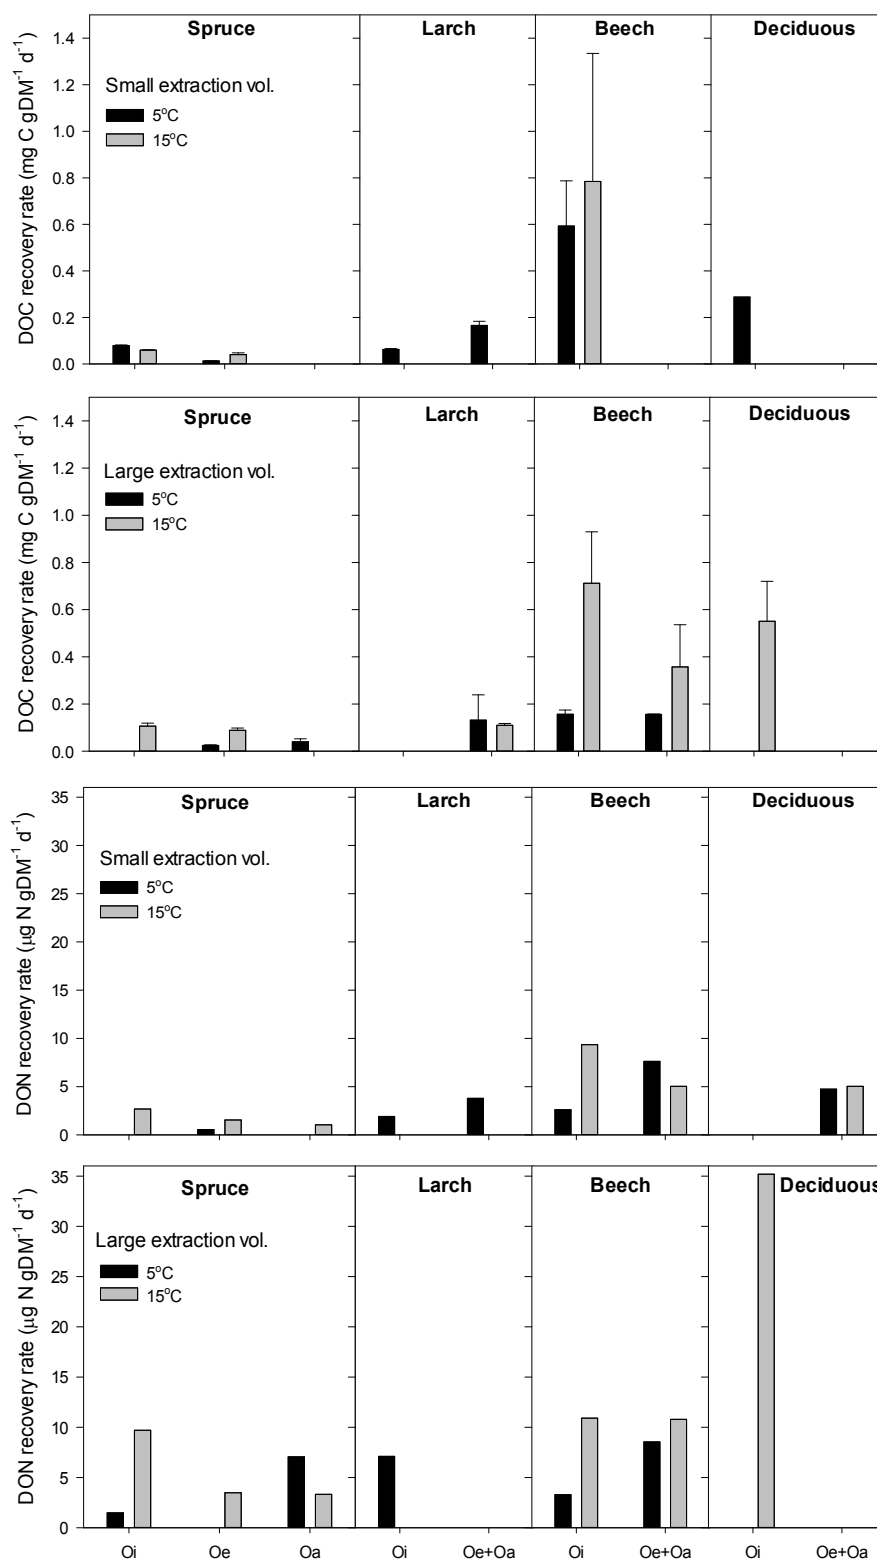 Spruce Larch Beech Deciduous
DOC recovery rate (mg C gDM⁻¹ d⁻¹)
1.4
1.2
1.0
0.8
0.6
0.4
0.2
0.0
Small extraction vol.
5°C
15°C
Spruce Larch Beech Deciduous
DOC recovery rate (mg C gDM⁻¹ d⁻¹)
1.4
1.2
1.0
0.8
0.6
0.4
0.2
0.0
Large extraction vol.
5°C
15°C
Spruce Larch Beech Deciduous
DON recovery rate (µg N gDM⁻¹ d⁻¹)
35
30
25
20
15
10
5
0
Small extraction vol.
5°C
15°C
Spruce Larch Beech Deciduous
DON recovery rate (µg N gDM⁻¹ d⁻¹)
35
30
25
20
15
10
5
0
Large extraction vol.
5°C
15°C
Oi Oe Oa Oi Oe+Oa Oi Oe+Oa Oi Oe+Oa